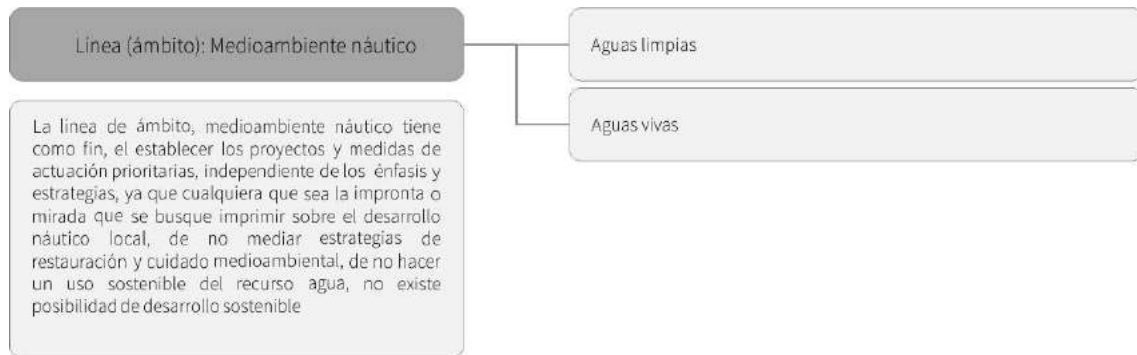 Línea (ámbito): Medioambiente náutico
La línea de ámbito, medioambiente náutico tiene
como fin, el establecer los proyectos y medidas de
actuación prioritarias, independiente de los énfasis y
estrategias, ya que cualquiera que sea la impronta o
mirada que se busque imprimir sobre el desarrollo
náutico local, de no mediar estrategias de
restauración y cuidado medioambiental, de no hacer
un uso sostenible del recurso agua, no existe
posibilidad de desarrollo sostenible
Aguas limpias
Aguas vivas